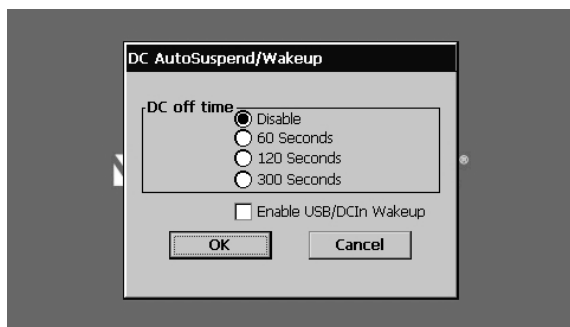 DC AutoSuspend/Wakeup
DC off time
Disable
60 Seconds
120 Seconds
300 Seconds
®
Enable USB/DCIn Wakeup
OK
Cancel